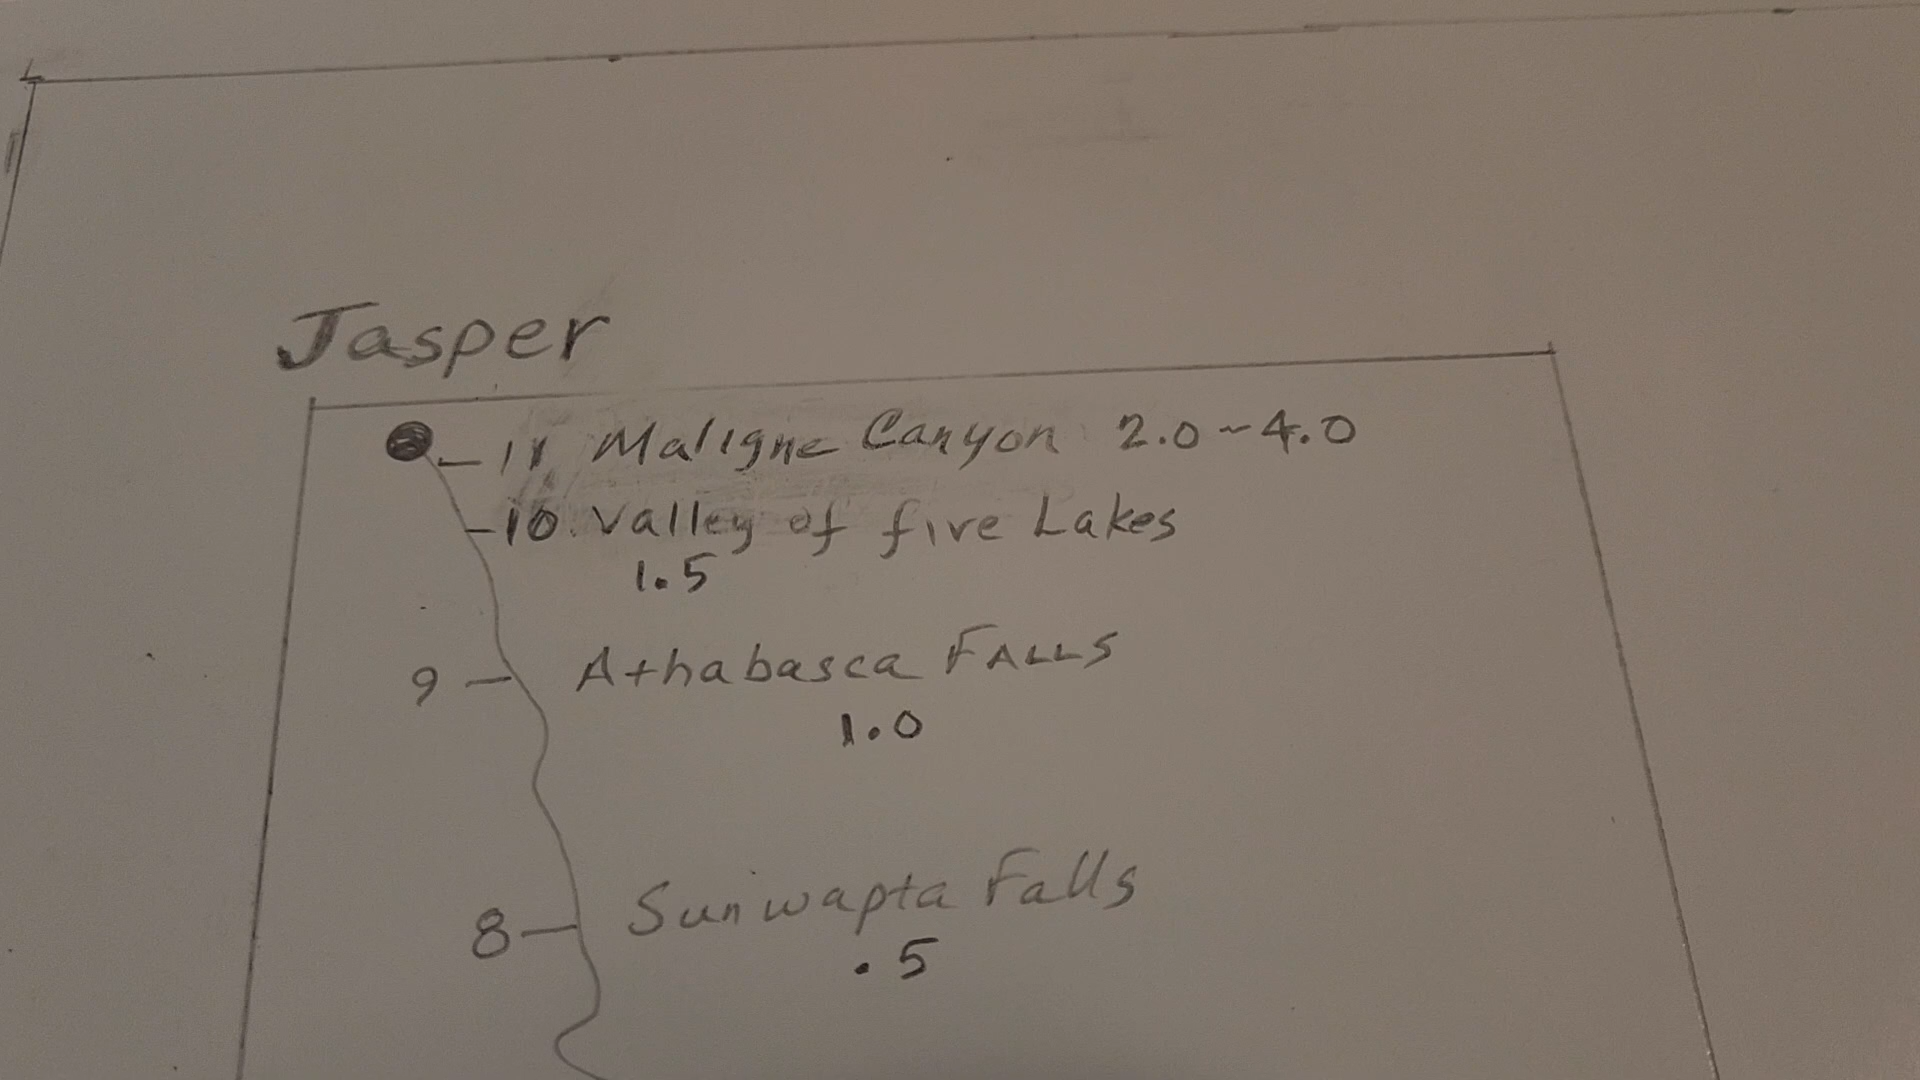 Jasper
11 Maligne Canyon 2.0-4.0
10. Valley of five Lakes
1.5
9 Athabasca FALLS
1.0
8 Sunwapta Falls
.5